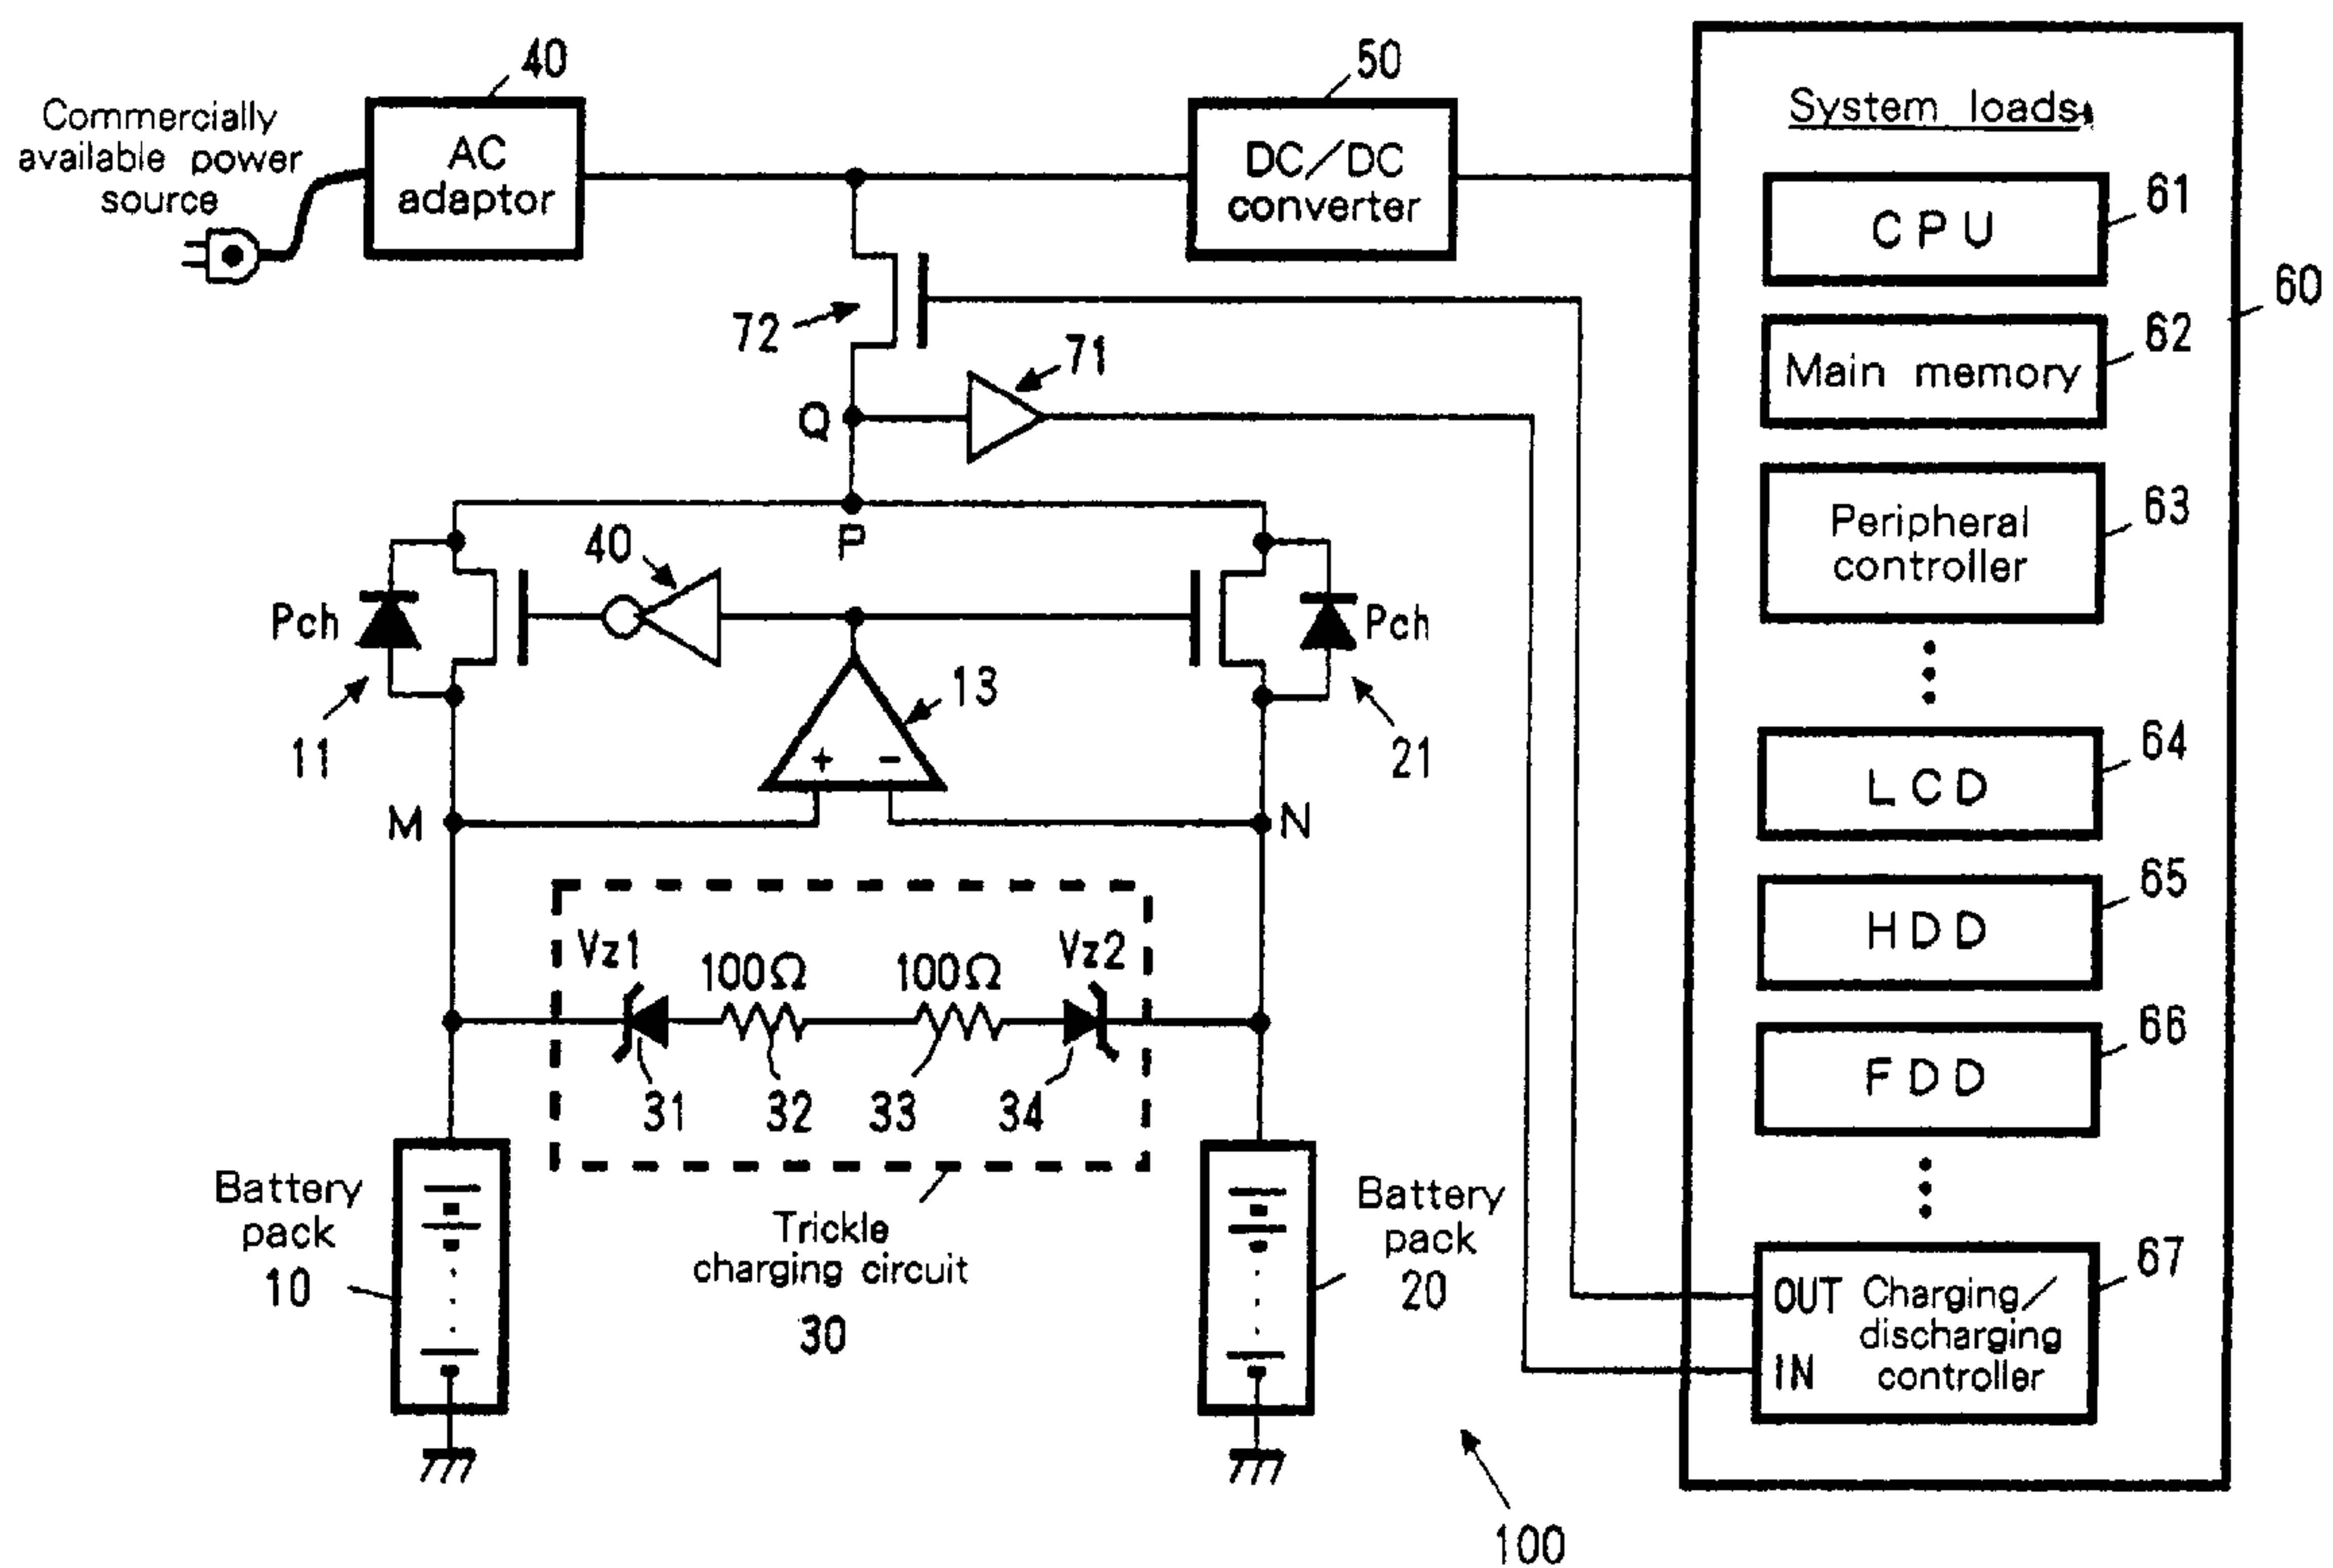 Commercially
available power
source
40
AC
adaptor
50
DC/DC
converter
System loads
61
CPU
60
62
Main memory
72
71
Q
63
Peripheral
controller
P
40
Pch
Pch
13
11
21
+ -
64
LCD
M
N
65
HDD
Vz1
100Ω
100Ω
Vz2
66
FDD
31
32
33
34
Battery
pack
10
Trickle
charging circuit
30
Battery
pack
20
67
OUT Charging/
discharging
IN controller
100